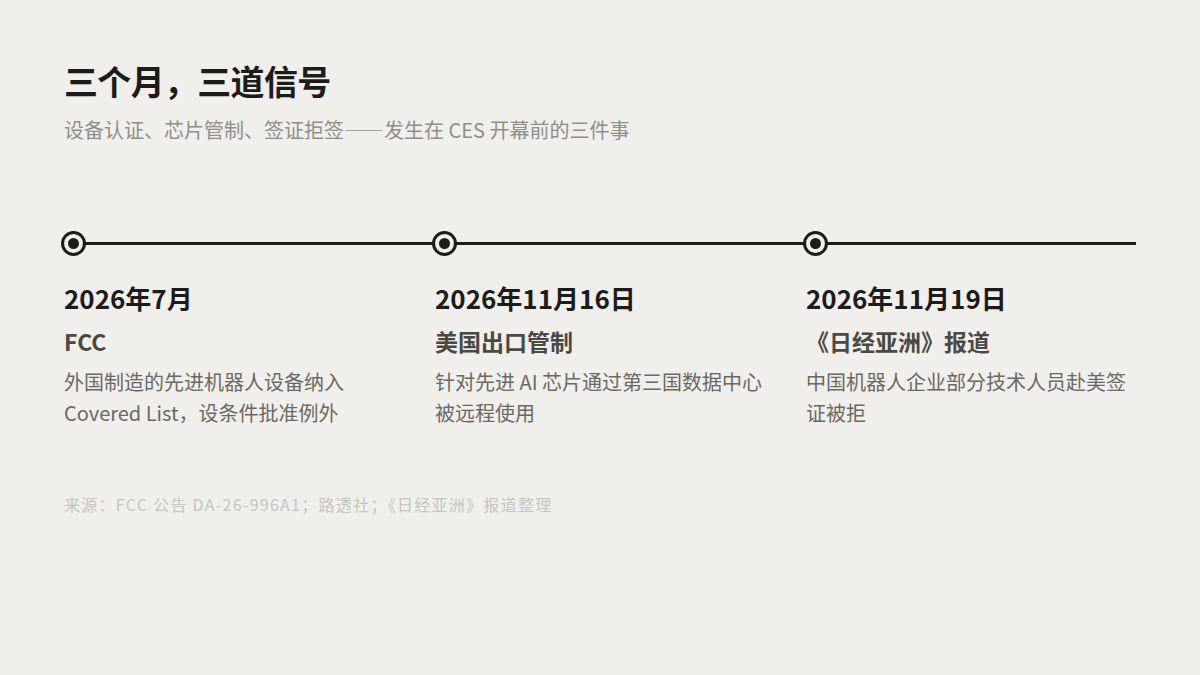 三个月，三道信号
设备认证、芯片管制、签证拒签——发生在 CES 开幕前的三件事
2026年7月
FCC
外国制造的先进机器人设备纳入
Covered List，设条件批准例外
2026年11月16日
美国出口管制
针对先进 AI 芯片通过第三国数据中心
被远程使用
2026年11月19日
《日经亚洲》报道
中国机器人企业部分技术人员赴美签
证被拒
来源：FCC 公告 DA-26-996A1；路透社；《日经亚洲》报道整理